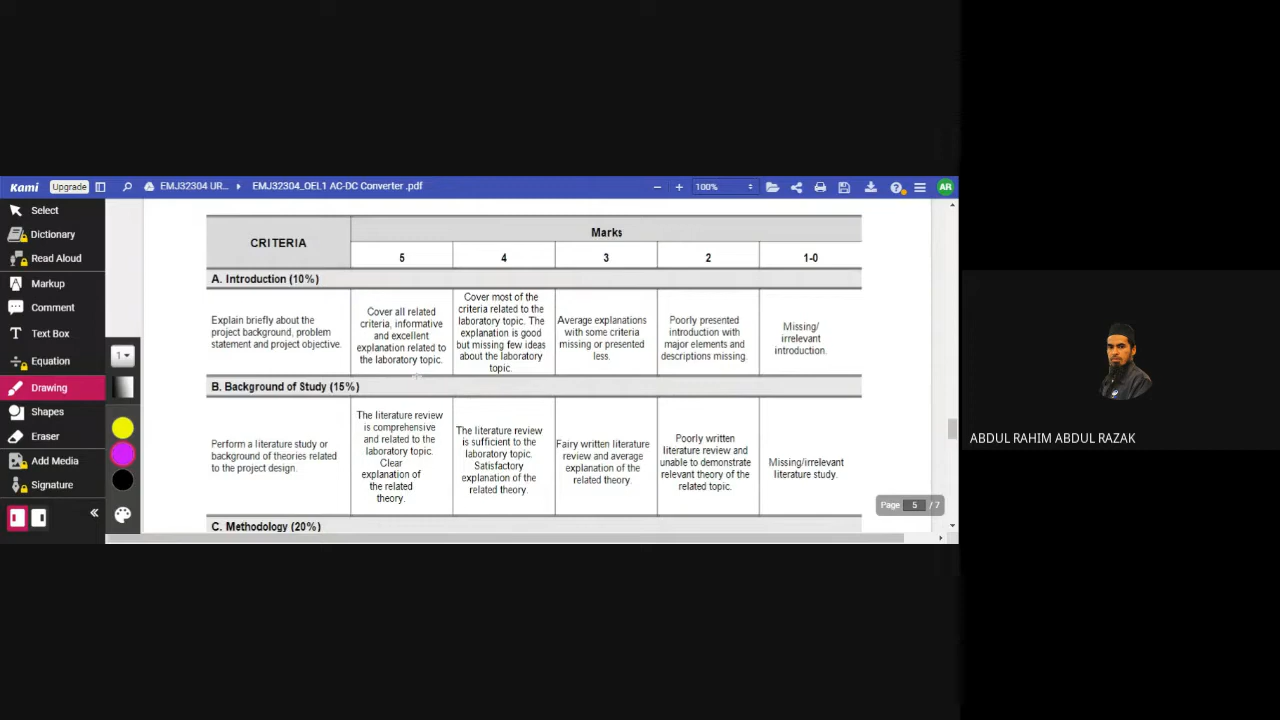 Kami
Upgrade
EMJ32304 UR...
EMJ32304_OEL1 AC-DC Converter .pdf
100%
AR
Select
Dictionary
Read Aloud
Markup
Comment
Text Box
Equation
Drawing
Shapes
Eraser
Add Media
Signature
1
CRITERIA
Marks
5
4
3
2
1-0
A. Introduction (10%)
Explain briefly about the
project background, problem
statement and project objective.
Cover all related
criteria, informative
and excellent
explanation related to
the laboratory topic.
Cover most of the
criteria related to the
laboratory topic. The
explanation is good
but missing few ideas
about the laboratory
topic.
Average explanations
with some criteria
missing or presented
less.
Poorly presented
introduction with
major elements and
descriptions missing.
Missing/
irrelevant
introduction.
B. Background of Study (15%)
Perform a literature study or
background of theories related
to the project design.
The literature review
is comprehensive
and related to the
laboratory topic.
Clear
explanation of
the related
theory.
The literature review
is sufficient to the
laboratory topic.
Satisfactory
explanation of the
related theory.
Fairy written literature
review and average
explanation of the
related theory.
Poorly written
literature review and
unable to demonstrate
relevant theory of the
related topic.
Missing/irrelevant
literature study.
C. Methodology (20%)
Page 5 / 7
ABDUL RAHIM ABDUL RAZAK